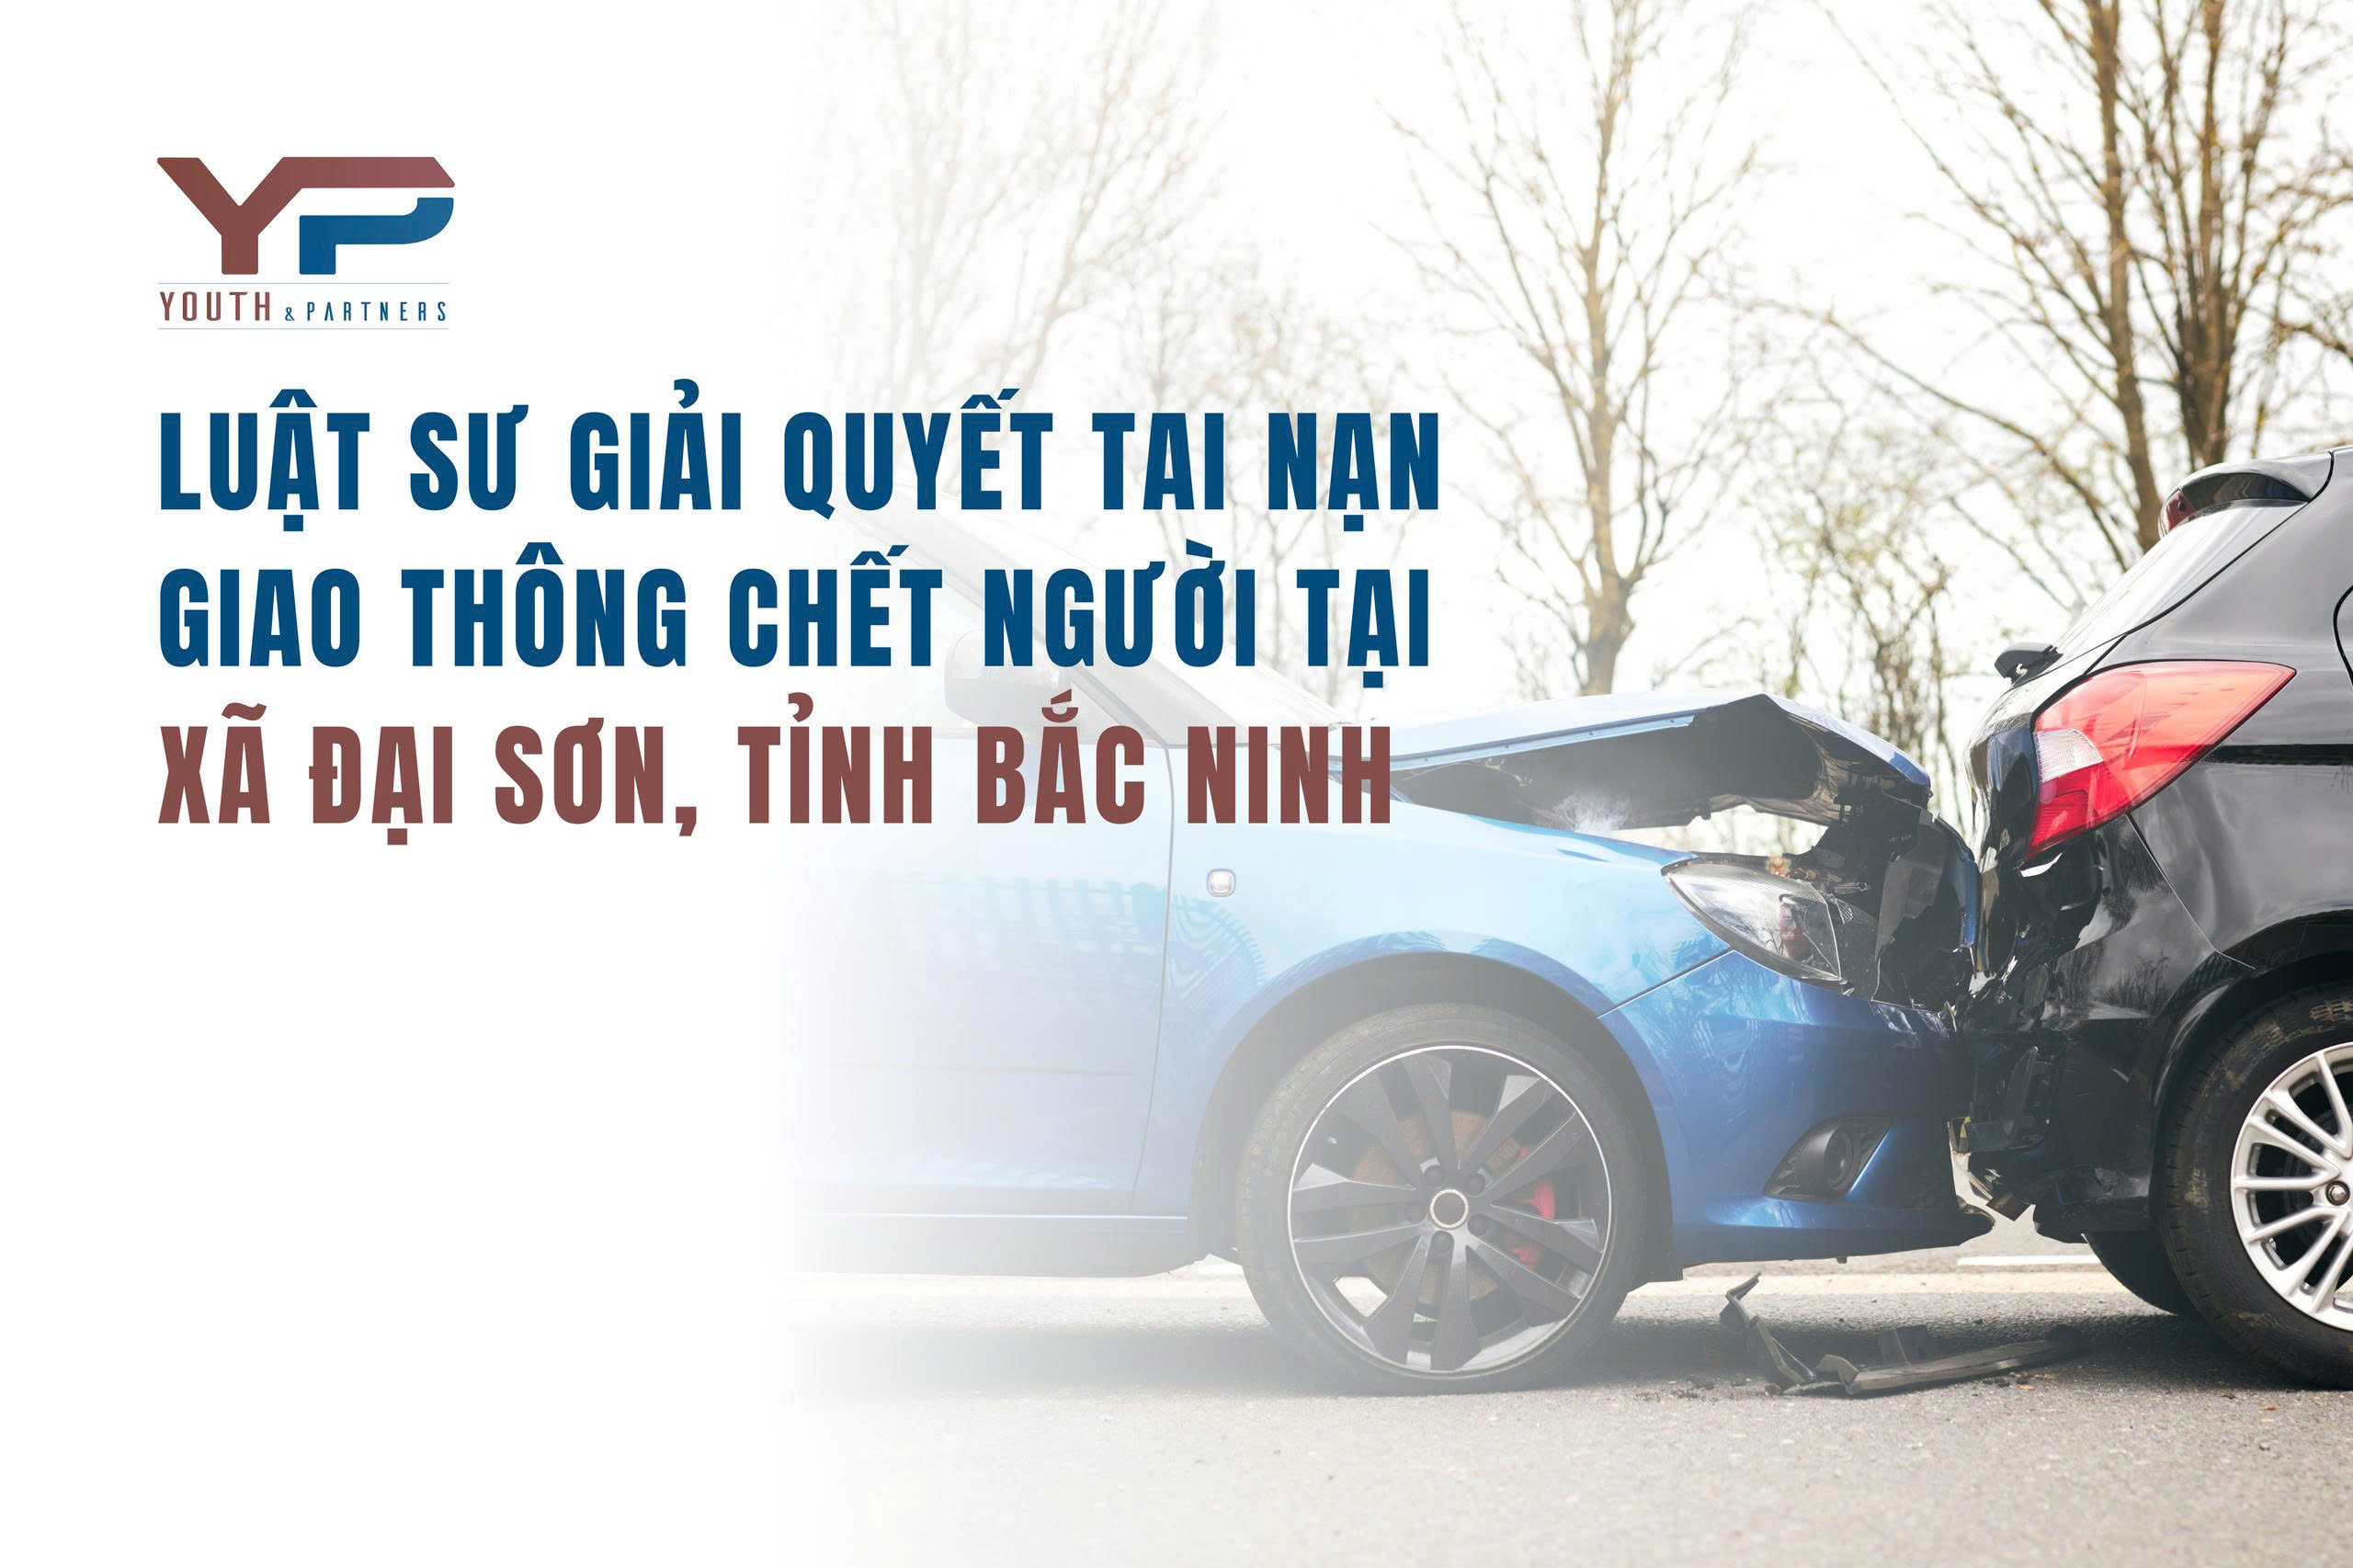 YP
YOUTH & PARTNERS
LUẬT SƯ GIẢI QUYẾT TAI NẠN
GIAO THÔNG CHẾT NGƯỜI TẠI
XÃ ĐẠI SƠN, TỈNH BẮC NINH